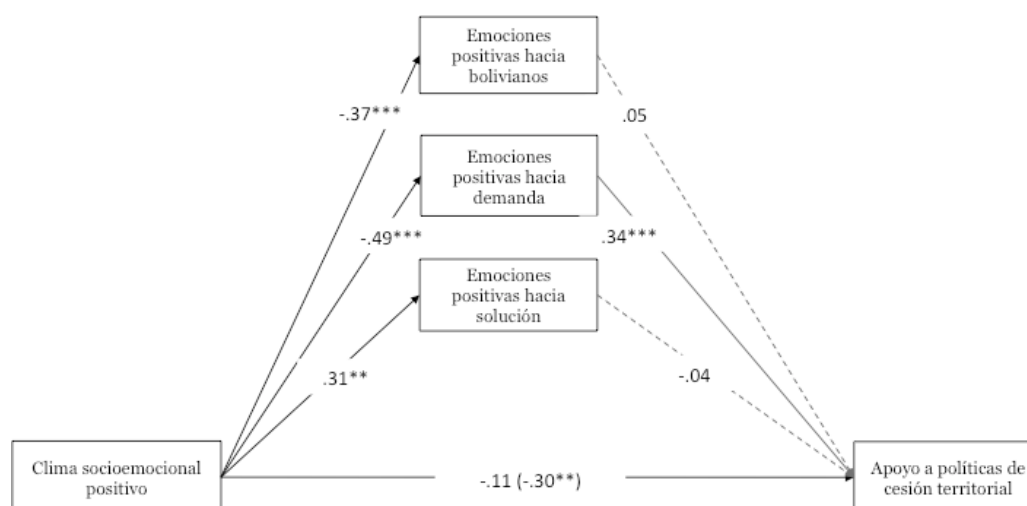 Emociones
positivas hacia
bolivianos
-.37***
.05
Emociones
positivas hacia
demanda
-.49***
.34***
Emociones
positivas hacia
solución
.31**
-.04
Clima socioemocional
positivo
-.11 (-.30**)
Apoyo a políticas de
cesión territorial